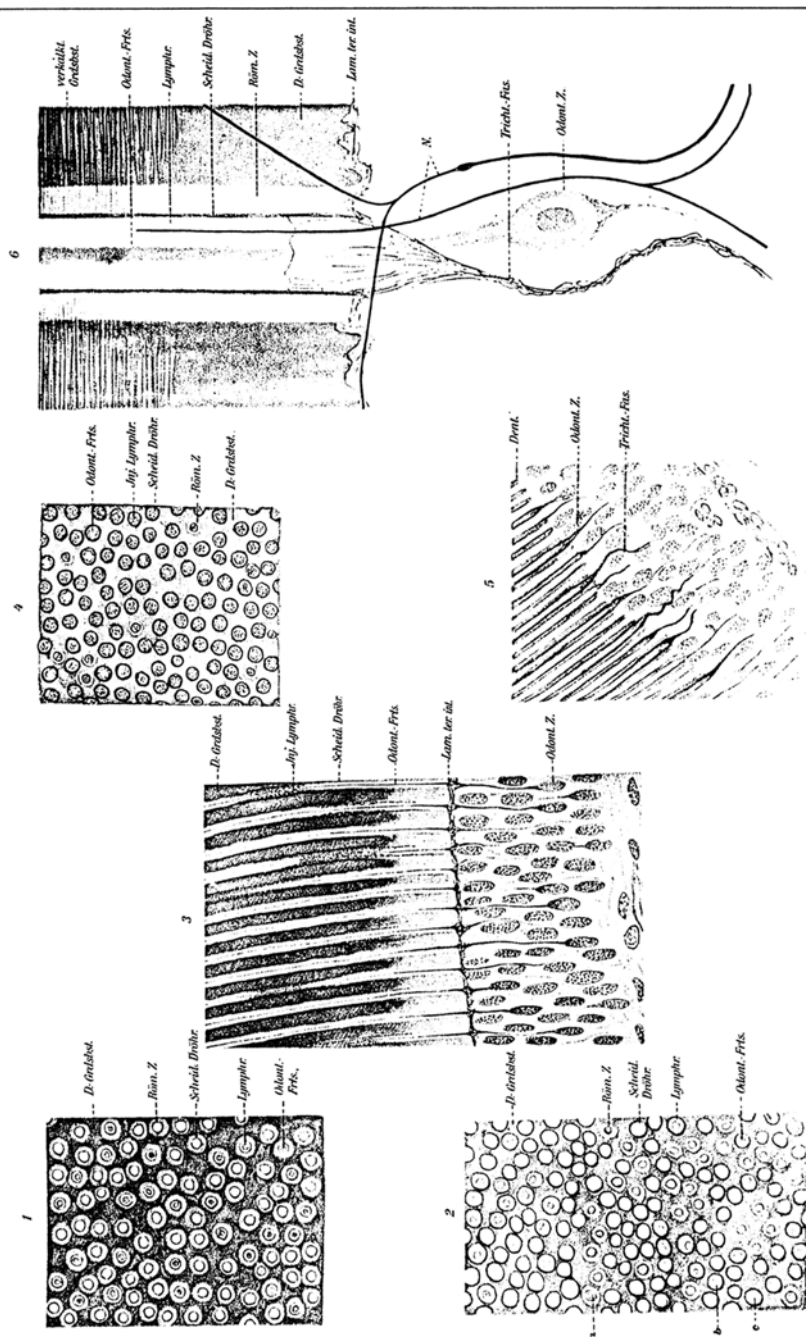 1
D.-Grdsbst.
Röm. Z
Scheid. Dröhr.
Lymphr.
Odont.-
Frts.
2
D.-Grdsbst.
Röm. Z
Scheid.
Dröhr.
Lymphr.
Odont.-Frts.
a
b
c
3
D.-Grdsbst.
Inj. Lymphr.
Scheid. Dröhr.
Odont.-Frts
Lam. ter. int.
Odont. Z.
4
Odont.-Frts.
Inj. Lymphr.
Scheid. Dröhr.
Röm. Z
D.-Grdsbst.
5
Dent.
Odont. Z.
Tricht.-Fas.
6
verkalkt.
Grdsbst.
Odont.-Frts.
Lymphr.
Scheid. Dröhr.
Röm. Z
D.-Grdsbst.
Lam. ter. int.
N.
Tricht.-Fas.
Odont. Z.